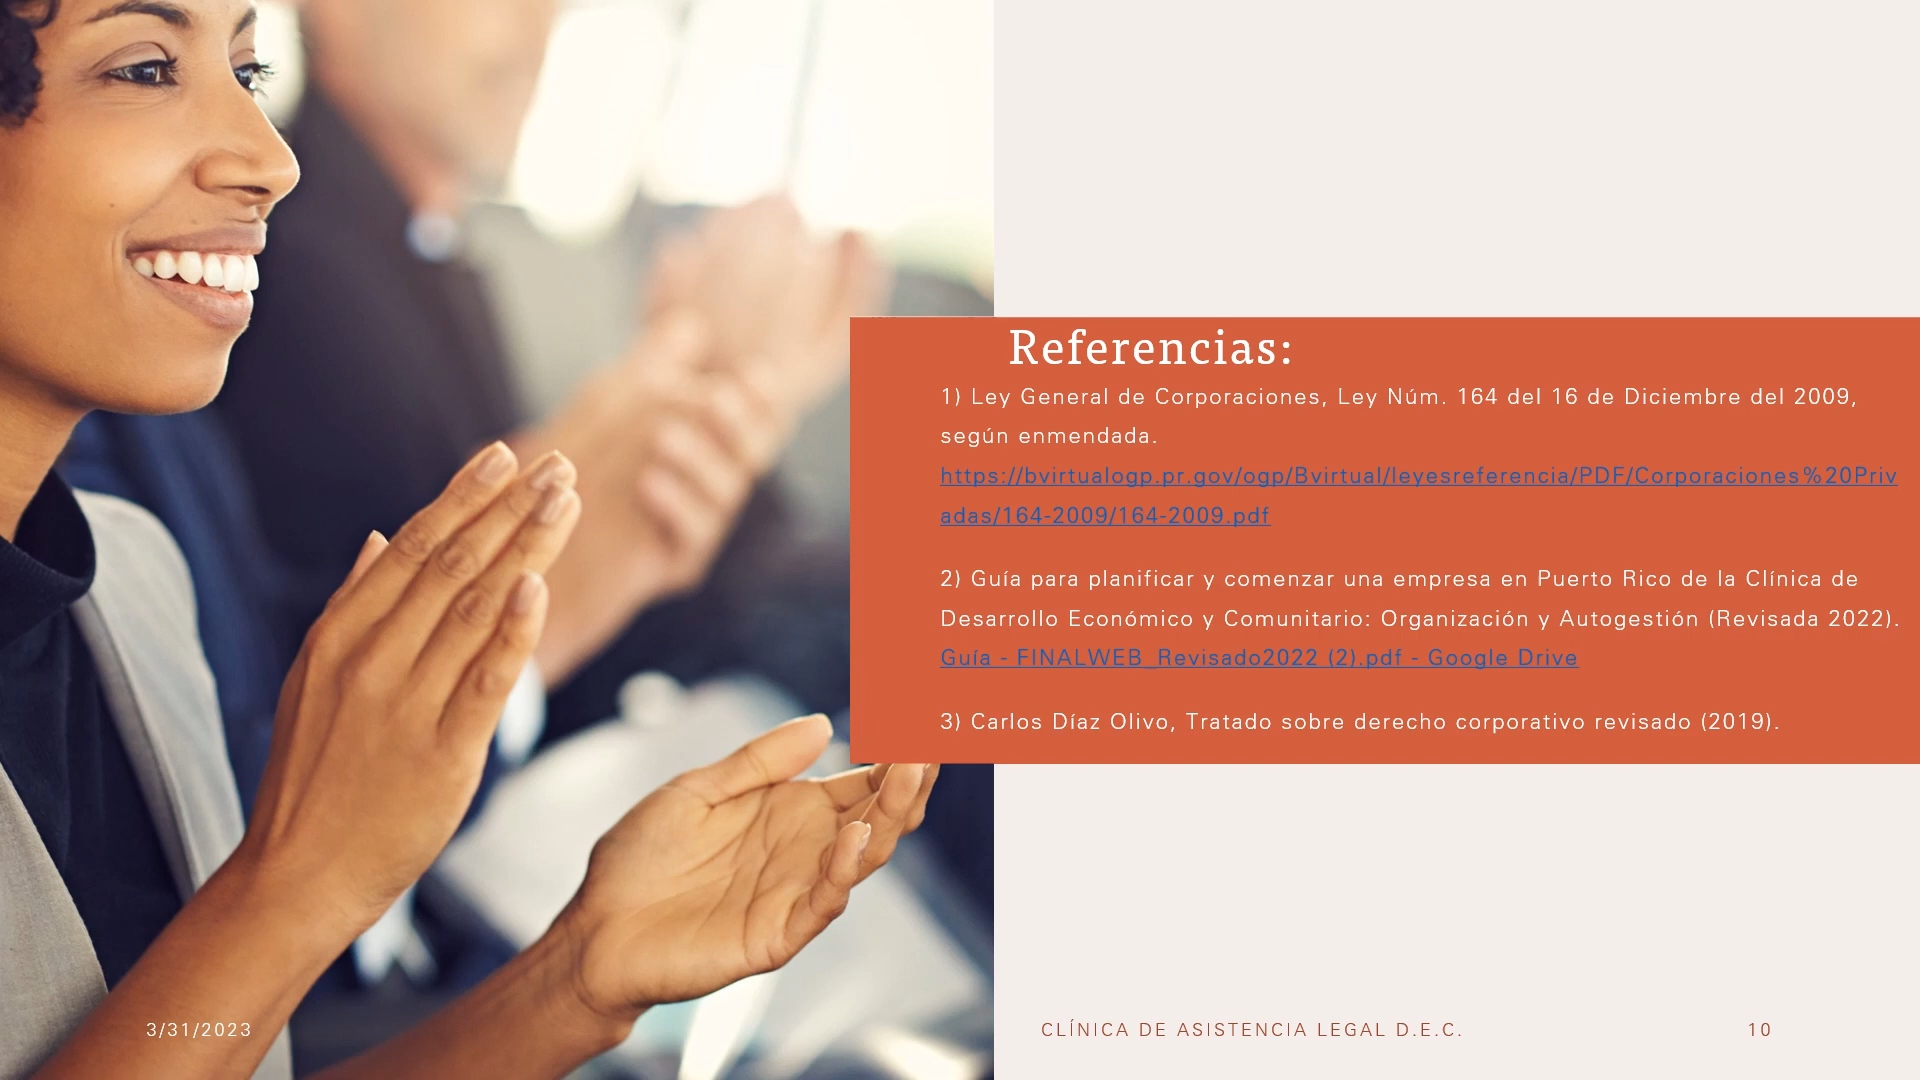 Referencias:
1) Ley General de Corporaciones, Ley Núm. 164 del 16 de Diciembre del 2009,
según enmendada.
https://bvirtualogp.pr.gov/ogp/Bvirtual/leyesreferencia/PDF/Corporaciones%20Priv
adas/164-2009/164-2009.pdf
2) Guía para planificar y comenzar una empresa en Puerto Rico de la Clínica de
Desarrollo Económico y Comunitario: Organización y Autogestión (Revisada 2022).
Guía - FINALWEB_Revisado2022 (2).pdf - Google Drive
3) Carlos Díaz Olivo, Tratado sobre derecho corporativo revisado (2019).
3/31/2023
CLÍNICA DE ASISTENCIA LEGAL D.E.C.
10